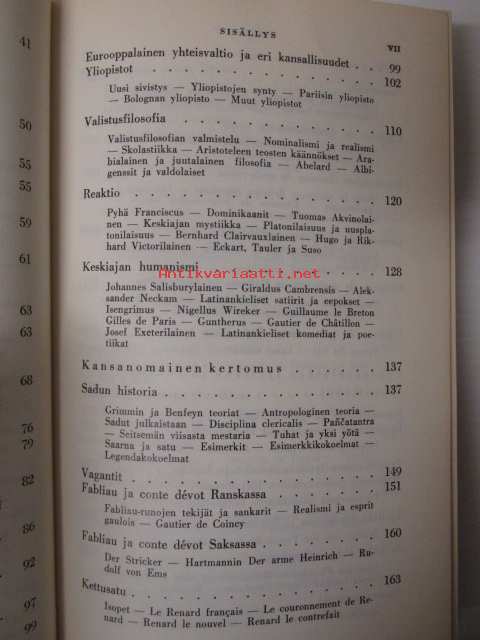 SISÄLLYS
VII
Eurooppalainen yhteisvaltio ja eri kansallisuudet . . 99
Yliopistot . . . . . . . . . . . . 102
Uusi sivistys — Yliopistojen synty — Pariisin yliopisto
— Bolognan yliopisto — Muut yliopistot
Valistusfilosofia . . . . . . . . . . 110
Valistusfilosofian valmistelu — Nominalismi ja realismi
— Skolastiikka — Aristoteleen teosten käännökset — Ara-
bialainen ja juutalainen filosofia — Abelard — Albi-
genssit ja valdolaiset
Reaktio . . . . . . . . . . . . 120
Pyhä Franciscus — Dominikaanit — Tuomas Akvinolai-
nen — Keskiajan mystiikka — Platonilaisuus ja uuspla-
tonilaisuus — Bernhard Clairvauxlainen — Hugo ja Rik-
hard Victorilainen — Eckart, Tauler ja Suso
Keskiajan humanismi . . . . . . . . 128
Antikvariaatti.net
Johannes Salisburylainen — Giraldus Cambrensis — Alek-
sander Neckam — Latinankieliset satiirit ja eepokset —
Isengrimus — Nigellus Wireker — Guillaume le Breton
Gilles de Paris — Guntherus — Gautier de Châtillon —
Josef Exeterilainen — Latinankieliset komediat ja poe-
tiikat
Kansanomainen kertomus . . . . . . 137
Sadun historia . . . . . . . . . . . 137
Grimmin ja Benfeyn teoriat — Antropologinen teoria —
Sadut julkaistaan — Disciplina clericalis — Pañčatantra
— Seitsemän viisasta mestaria — Tuhat ja yksi yötä —
Saarna ja satu — Esimerkit — Esimerkkikokoelmat —
Legendakokoelmat
Vagantit . . . . . . . . . . . . 149
Fabliau ja conte dévot Ranskassa . . . . . . 151
Fabliau-runojen tekijät ja sankarit — Realismi ja esprit
gaulois — Gautier de Coincy
Fabliau ja conte dévot Saksassa . . . . . . 160
Der Stricker — Hartmannin Der arme Heinrich — Ru-
dolf von Ems
Kettusatu . . . . . . . . . . . . 163
Isopet — Le Renard français — Le couronnement de Re-
nard — Renard le nouvel — Renard le contrefait
41
50
55
55
59
61
63
63
68
76
79
82
86
92
97
99